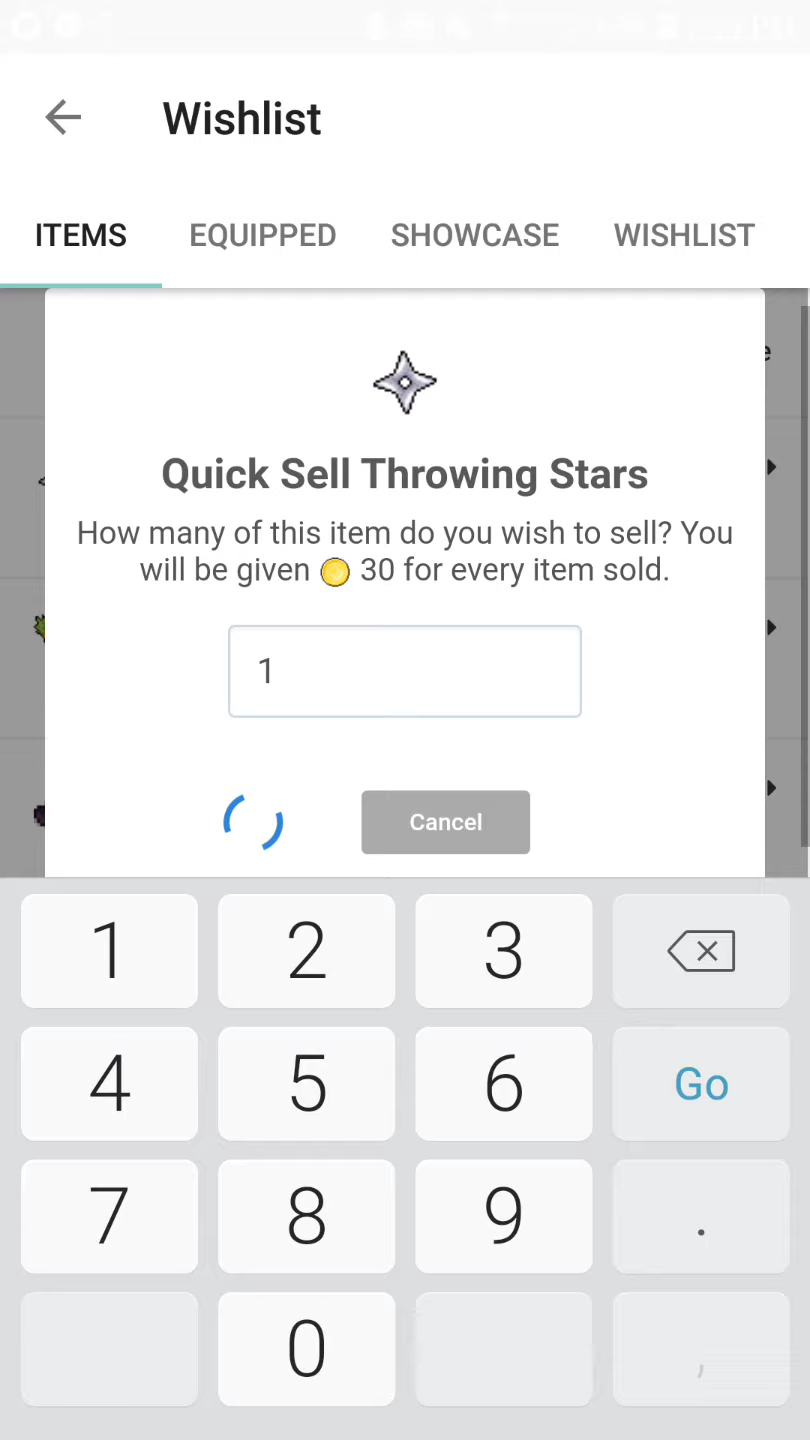 Wishlist
ITEMS EQUIPPED SHOWCASE WISHLIST
e
Quick Sell Throwing Stars
How many of this item do you wish to sell? You
will be given 30 for every item sold.
1
Cancel
1 2 3
4 5 6 Go
7 8 9 .
0 ,